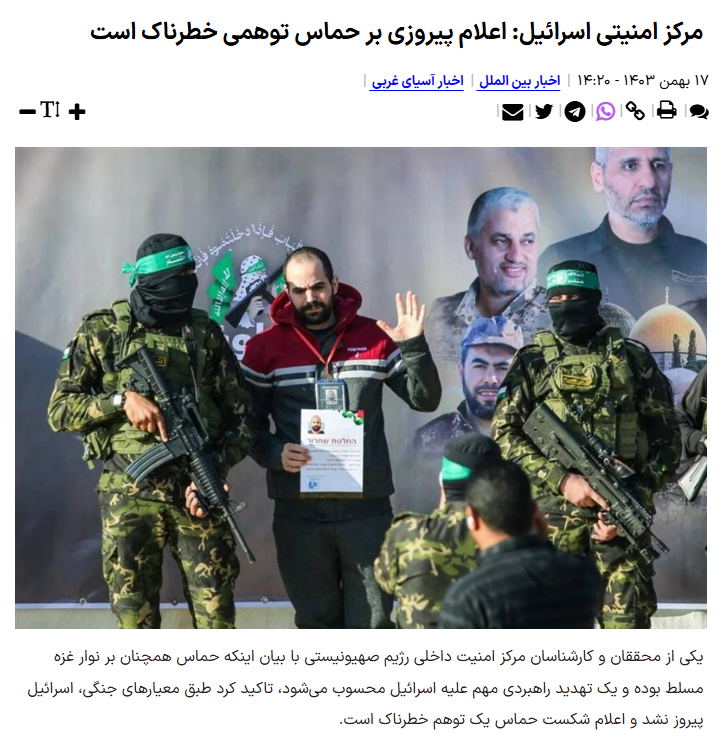 مرکز امنیتی اسرائیل: اعلام پیروزی بر حماس توهمی خطرناک است
۱۷ بهمن ۱۴۰۳ - ۱۴:۲۰ | اخبار بین الملل | اخبار آسیای غربی |
החלטת שחרור
یکی از محققان و کارشناسان مرکز امنیت داخلی رژیم صهیونیستی با بیان اینکه حماس همچنان بر نوار غزه
مسلط بوده و یک تهدید راهبردی مهم علیه اسرائیل محسوب می‌شود، تاکید کرد طبق معیارهای جنگی، اسرائیل
پیروز نشد و اعلام شکست حماس یک توهم خطرناک است.